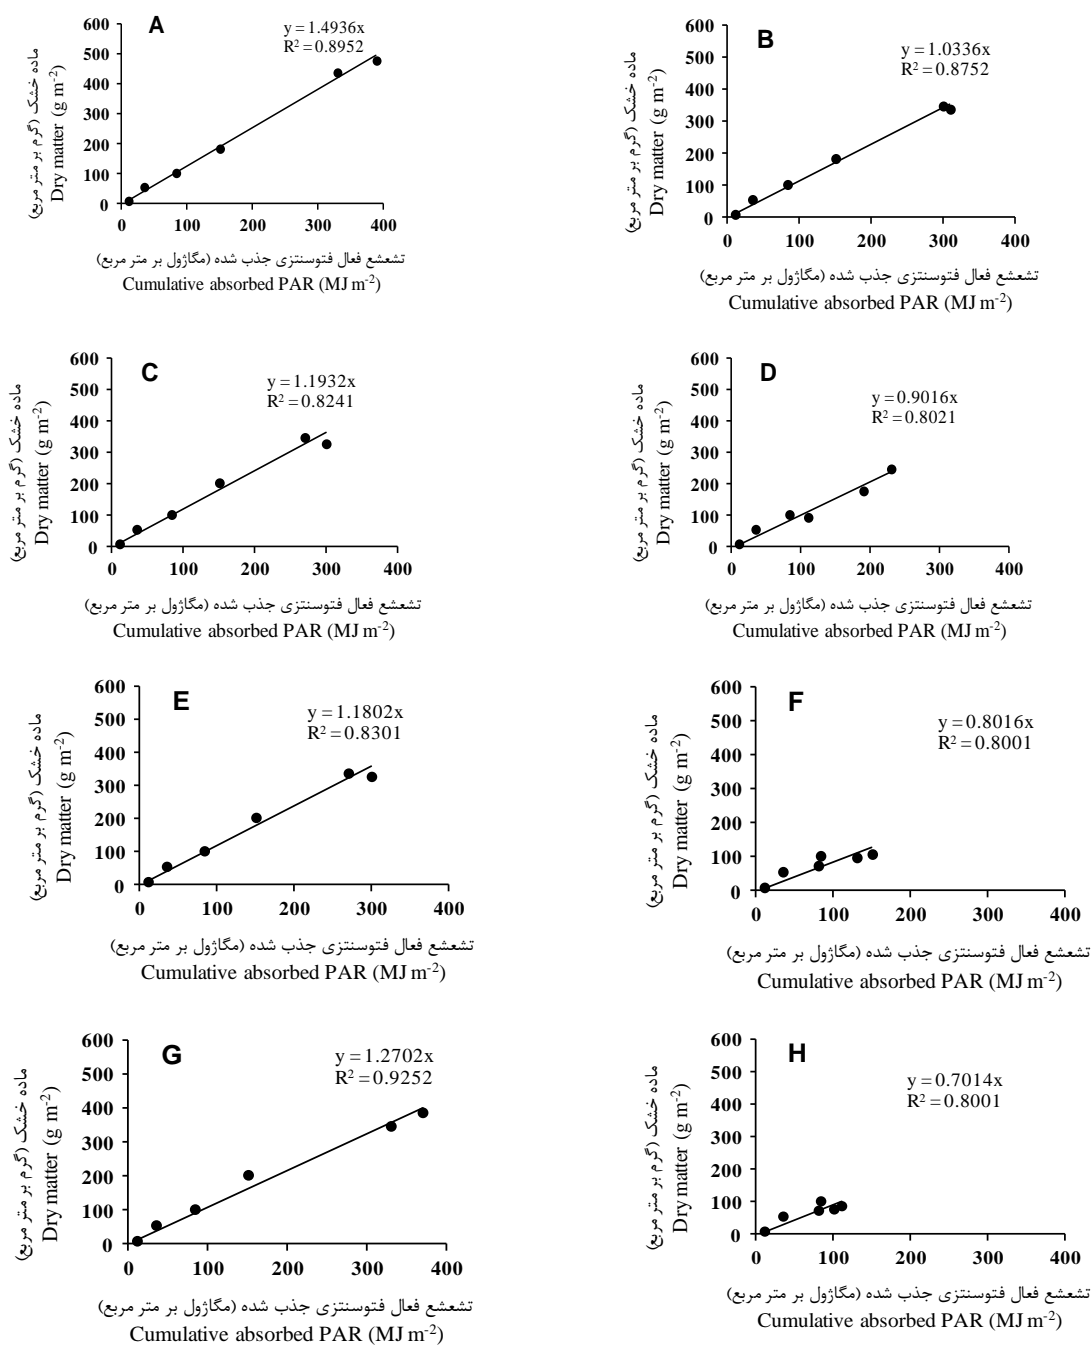 A
y = 1.4936x
R² = 0.8952
600
500
400
300
200
100
0
0 100 200 300 400
ماده خشک (گرم بر متر مربع)
Dry matter (g m⁻²)
تشعشع فعال فتوسنتزی جذب شده (مگاژول بر متر مربع)
Cumulative absorbed PAR (MJ m⁻²)
B
y = 1.0336x
R² = 0.8752
600
500
400
300
200
100
0
0 100 200 300 400
ماده خشک (گرم بر متر مربع)
Dry matter (g m⁻²)
تشعشع فعال فتوسنتزی جذب شده (مگاژول بر متر مربع)
Cumulative absorbed PAR (MJ m⁻²)
C
y = 1.1932x
R² = 0.8241
600
500
400
300
200
100
0
0 100 200 300 400
ماده خشک (گرم بر متر مربع)
Dry matter (g m⁻²)
تشعشع فعال فتوسنتزی جذب شده (مگاژول بر متر مربع)
Cumulative absorbed PAR (MJ m⁻²)
D
y = 0.9016x
R² = 0.8021
600
500
400
300
200
100
0
0 100 200 300 400
ماده خشک (گرم بر متر مربع)
Dry matter (g m⁻²)
تشعشع فعال فتوسنتزی جذب شده (مگاژول بر متر مربع)
Cumulative absorbed PAR (MJ m⁻²)
E
y = 1.1802x
R² = 0.8301
600
500
400
300
200
100
0
0 100 200 300 400
ماده خشک (گرم بر متر مربع)
Dry matter (g m⁻²)
تشعشع فعال فتوسنتزی جذب شده (مگاژول بر متر مربع)
Cumulative absorbed PAR (MJ m⁻²)
F
y = 0.8016x
R² = 0.8001
600
500
400
300
200
100
0
0 100 200 300 400
ماده خشک (گرم بر متر مربع)
Dry matter (g m⁻²)
تشعشع فعال فتوسنتزی جذب شده (مگاژول بر متر مربع)
Cumulative absorbed PAR (MJ m⁻²)
G
y = 1.2702x
R² = 0.9252
600
500
400
300
200
100
0
0 100 200 300 400
ماده خشک (گرم بر متر مربع)
Dry matter (g m⁻²)
تشعشع فعال فتوسنتزی جذب شده (مگاژول بر متر مربع)
Cumulative absorbed PAR (MJ m⁻²)
H
y = 0.7014x
R² = 0.8001
600
500
400
300
200
100
0
0 100 200 300 400
ماده خشک (گرم بر متر مربع)
Dry matter (g m⁻²)
تشعشع فعال فتوسنتزی جذب شده (مگاژول بر متر مربع)
Cumulative absorbed PAR (MJ m⁻²)